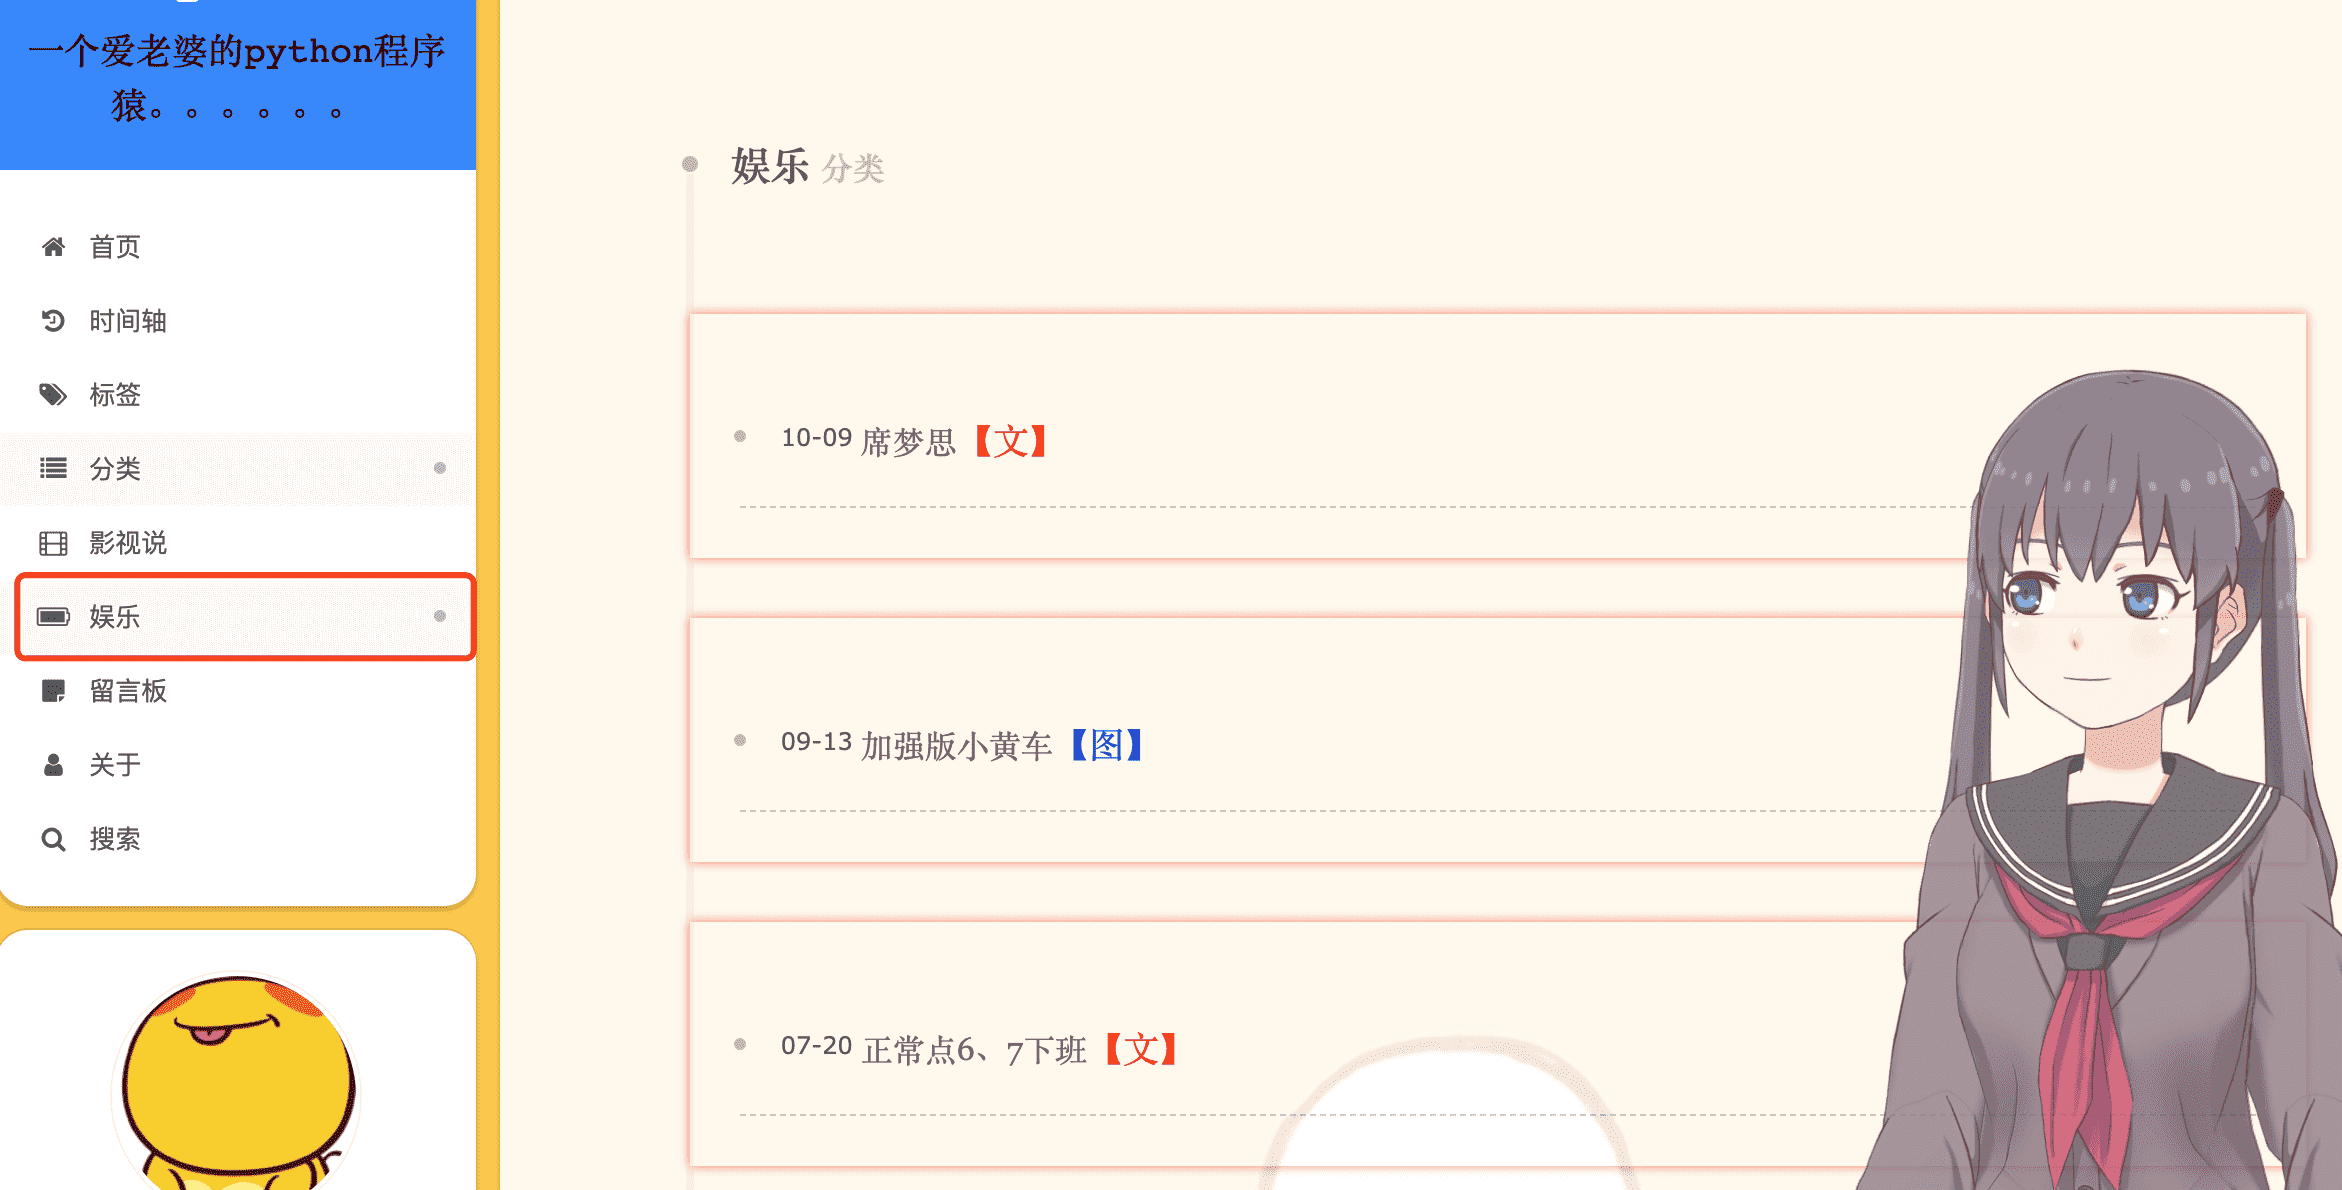 一个爱老婆的python程序
猿。。。。。。
首页
时间轴
标签
分类
影视说
娱乐
留言板
关于
搜索
娱乐 分类
10-09 席梦思【文】
09-13 加强版小黄车【图】
07-20 正常点6、7下班【文】